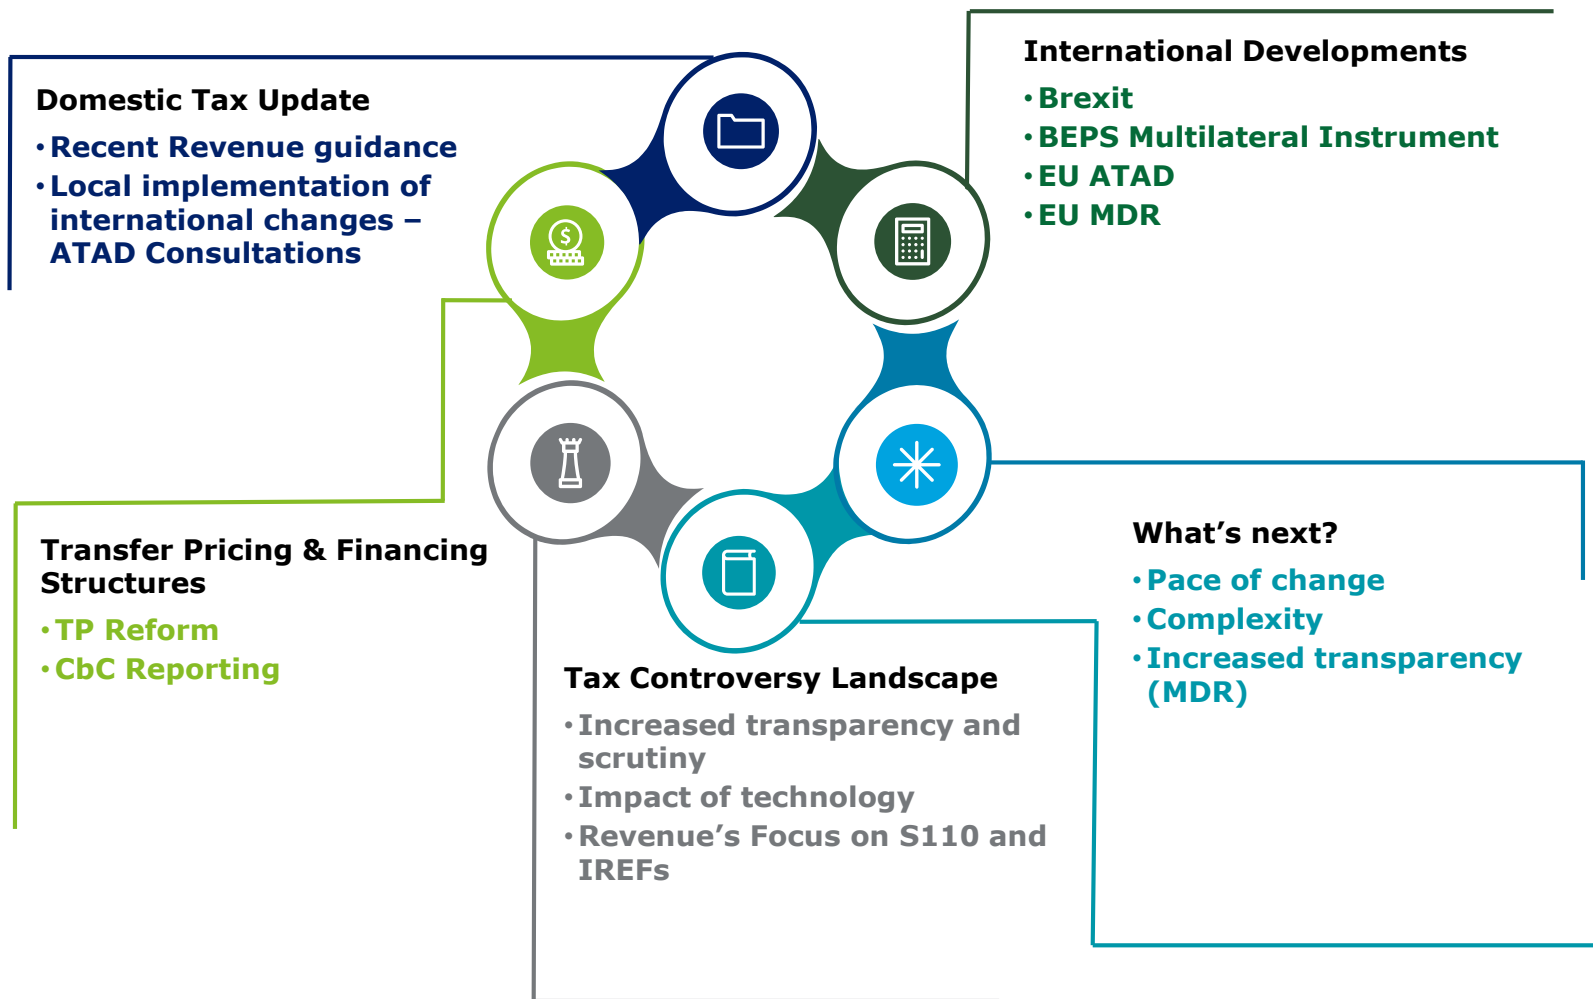 Domestic Tax Update
•Recent Revenue guidance
•Local implementation of
international changes –
ATAD Consultations
International Developments
•Brexit
•BEPS Multilateral Instrument
•EU ATAD
•EU MDR
Transfer Pricing & Financing
Structures
•TP Reform
•CbC Reporting
Tax Controversy Landscape
•Increased transparency and
scrutiny
•Impact of technology
•Revenue’s Focus on S110 and
IREFs
What’s next?
•Pace of change
•Complexity
•Increased transparency
(MDR)
$